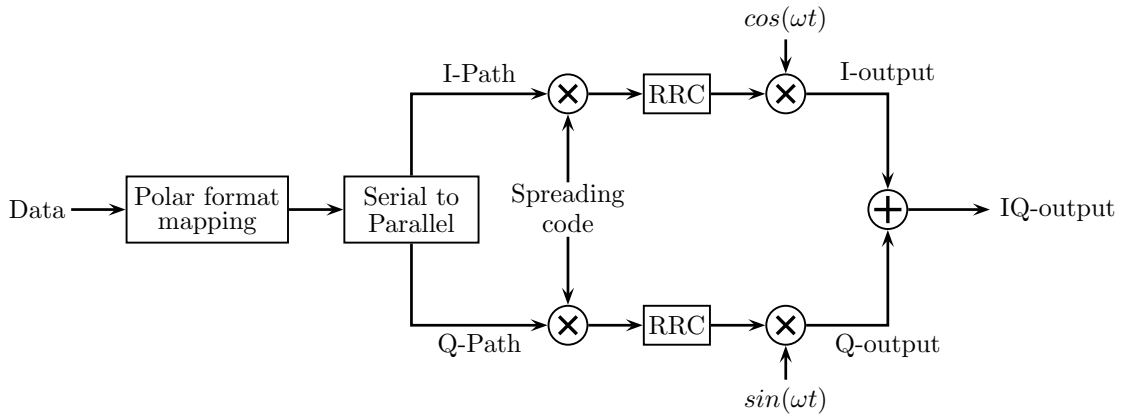 cos(ωt)
I-Path
I-output
RRC
Data
Polar format
mapping
Serial to
Parallel
Spreading
code
IQ-output
RRC
Q-Path
Q-output
sin(ωt)